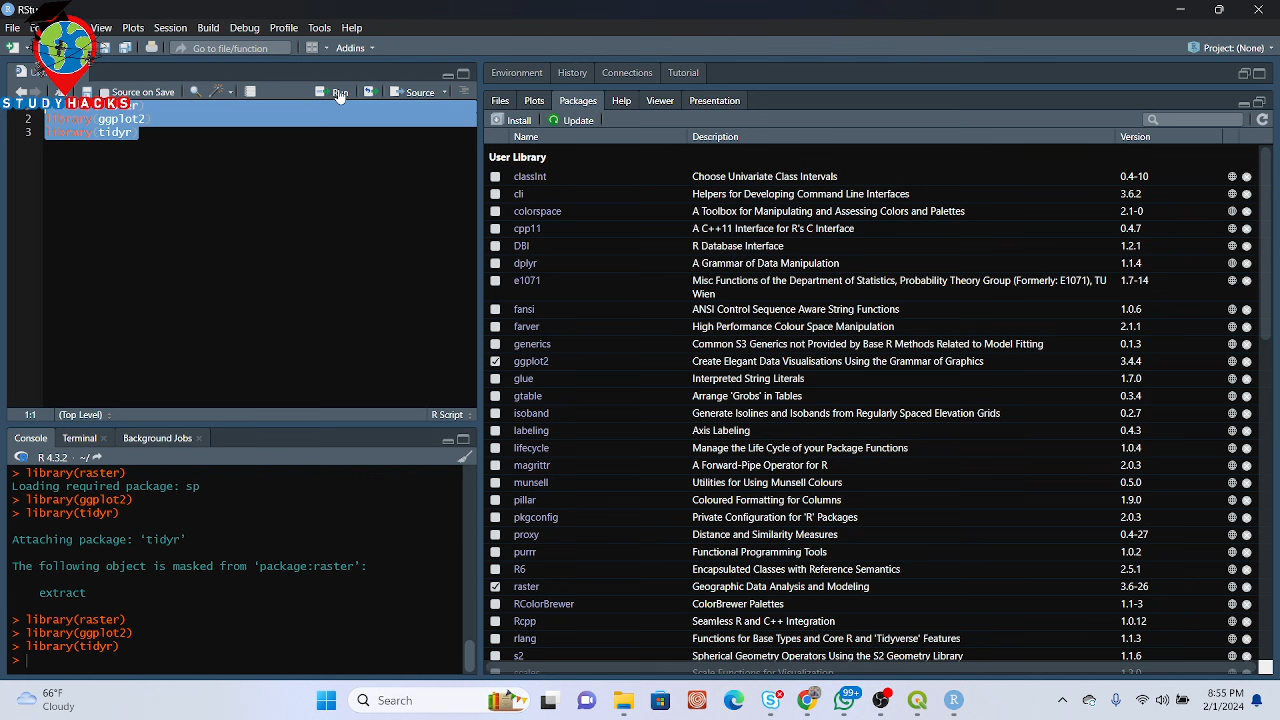 RStu
File
View Plots Session Build Debug Profile Tools Help
Go to file/function
Addins
Project: (None)
STUDYHACKS
Source on Save
Run
Source
2 library(ggplot2)
3 library(tidyr)
1:1 (Top Level)
R Script
Console Terminal Background Jobs
R 4.3.2 · ~/
> library(raster)
Loading required package: sp
> library(ggplot2)
> library(tidyr)
Attaching package: ‘tidyr’
The following object is masked from ‘package:raster’:
extract
> library(raster)
> library(ggplot2)
> library(tidyr)
>
Environment History Connections Tutorial
Files Plots Packages Help Viewer Presentation
Install Update
Name Description Version
User Library
classInt Choose Univariate Class Intervals 0.4-10
cli Helpers for Developing Command Line Interfaces 3.6.2
colorspace A Toolbox for Manipulating and Assessing Colors and Palettes 2.1-0
cpp11 A C++11 Interface for R's C Interface 0.4.7
DBI R Database Interface 1.2.1
dplyr A Grammar of Data Manipulation 1.1.4
e1071 Misc Functions of the Department of Statistics, Probability Theory Group (Formerly: E1071), TU 1.7-14
Wien
fansi ANSI Control Sequence Aware String Functions 1.0.6
farver High Performance Colour Space Manipulation 2.1.1
generics Common S3 Generics not Provided by Base R Methods Related to Model Fitting 0.1.3
ggplot2 Create Elegant Data Visualisations Using the Grammar of Graphics 3.4.4
glue Interpreted String Literals 1.7.0
gtable Arrange 'Grobs' in Tables 0.3.4
isoband Generate Isolines and Isobands from Regularly Spaced Elevation Grids 0.2.7
labeling Axis Labeling 0.4.3
lifecycle Manage the Life Cycle of your Package Functions 1.0.4
magrittr A Forward-Pipe Operator for R 2.0.3
munsell Utilities for Using Munsell Colours 0.5.0
pillar Coloured Formatting for Columns 1.9.0
pkgconfig Private Configuration for 'R' Packages 2.0.3
proxy Distance and Similarity Measures 0.4-27
purrr Functional Programming Tools 1.0.2
R6 Encapsulated Classes with Reference Semantics 2.5.1
raster Geographic Data Analysis and Modeling 3.6-26
RColorBrewer ColorBrewer Palettes 1.1-3
Rcpp Seamless R and C++ Integration 1.0.12
rlang Functions for Base Types and Core R and 'Tidyverse' Features 1.1.3
s2 Spherical Geometry Operators Using the S2 Geometry Library 1.1.6
scales Scale Functions for Visualization 1.3.0
66°F
Cloudy
Search
99+
5:55 PM
2/1/2024